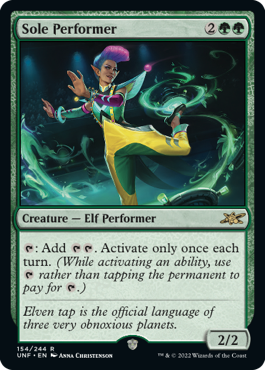 Sole Performer 2
Creature — Elf Performer
: Add . Activate only once each
turn. (While activating an ability, use
rather than tapping the permanent to
pay for .)
Elven tap is the official language of
three very obnoxious planets.
2/2
154/244 R
UNF • EN Anna Christenson
™ & © 2022 Wizards of the Coast